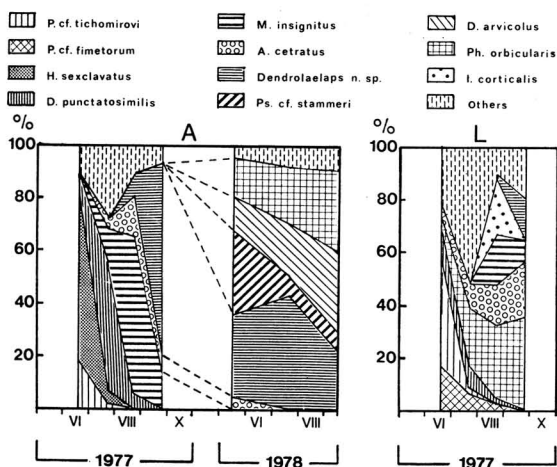 P. cf. tichomirovi
P. cf. fimetorum
H. sexclavatus
D. punctatosimilis
M. insignitus
A. cetratus
Dendrolaelaps n. sp.
Ps. cf. stammeri
D. arvicolus
Ph. orbicularis
I. corticalis
Others
% A
100
80
60
40
20
VI VIII X VI VIII
1977 1978
% L
100
80
60
40
20
VI VIII X
1977